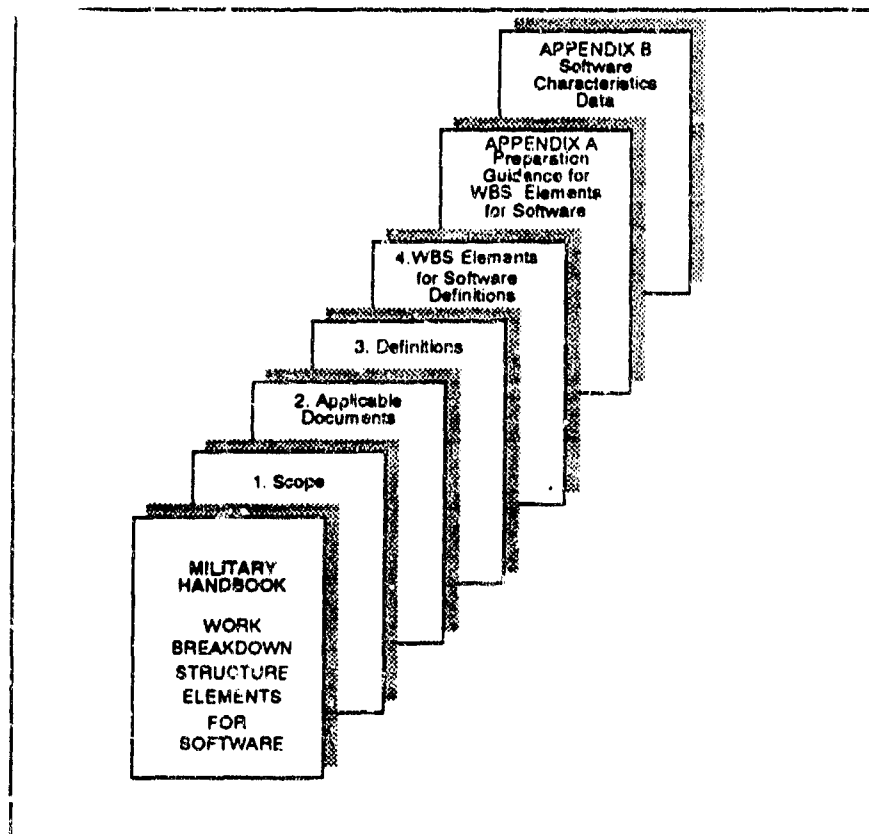 APPENDIX B
Software
Characteristics
Data
APPENDIX A
Preparation
Guidance for
WBS Elements
for Software
4.WBS Elements
for Software
Definitions
3. Definitions
2. Applicable
Documents
1. Scope
MILITARY
HANDBOOK
WORK
BREAKDOWN
STRUCTURE
ELEMENTS
FOR
SOFTWARE